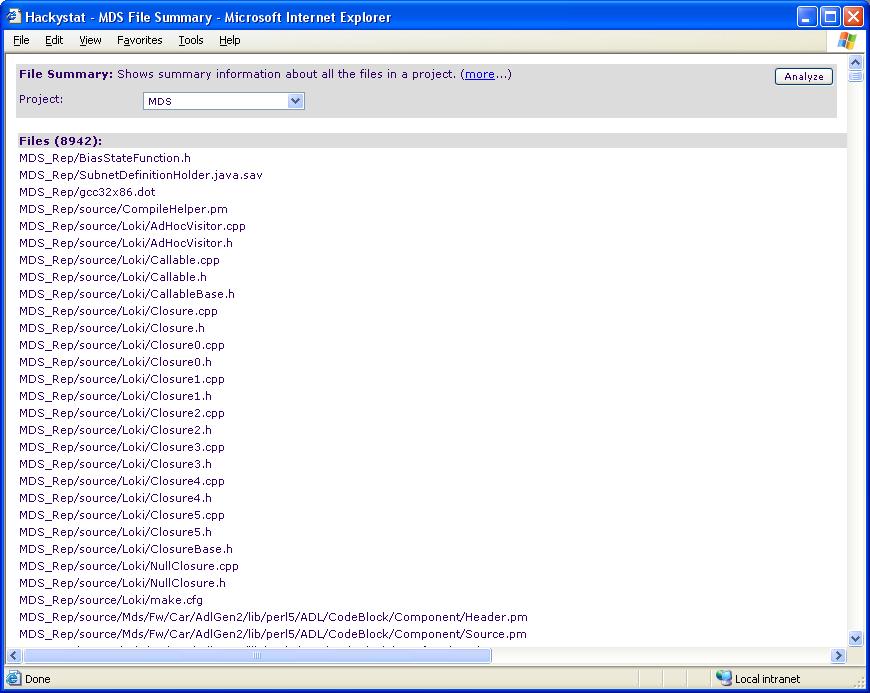 Hackystat - MDS File Summary - Microsoft Internet Explorer
File Edit View Favorites Tools Help
File Summary: Shows summary information about all the files in a project. (more...)
Analyze
Project: MDS
Files (8942):
MDS_Rep/BiasStateFunction.h
MDS_Rep/SubnetDefinitionHolder.java.sav
MDS_Rep/gcc32x86.dot
MDS_Rep/source/CompileHelper.pm
MDS_Rep/source/Loki/AdHocVisitor.cpp
MDS_Rep/source/Loki/AdHocVisitor.h
MDS_Rep/source/Loki/Callable.cpp
MDS_Rep/source/Loki/Callable.h
MDS_Rep/source/Loki/CallableBase.h
MDS_Rep/source/Loki/Closure.cpp
MDS_Rep/source/Loki/Closure.h
MDS_Rep/source/Loki/Closure0.cpp
MDS_Rep/source/Loki/Closure0.h
MDS_Rep/source/Loki/Closure1.cpp
MDS_Rep/source/Loki/Closure1.h
MDS_Rep/source/Loki/Closure2.cpp
MDS_Rep/source/Loki/Closure2.h
MDS_Rep/source/Loki/Closure3.cpp
MDS_Rep/source/Loki/Closure3.h
MDS_Rep/source/Loki/Closure4.cpp
MDS_Rep/source/Loki/Closure4.h
MDS_Rep/source/Loki/Closure5.cpp
MDS_Rep/source/Loki/Closure5.h
MDS_Rep/source/Loki/ClosureBase.h
MDS_Rep/source/Loki/NullClosure.cpp
MDS_Rep/source/Loki/NullClosure.h
MDS_Rep/source/Loki/make.cfg
MDS_Rep/source/Mds/Fw/Car/AdlGen2/lib/perl5/ADL/CodeBlock/Component/Header.pm
MDS_Rep/source/Mds/Fw/Car/AdlGen2/lib/perl5/ADL/CodeBlock/Component/Source.pm
Done
Local intranet